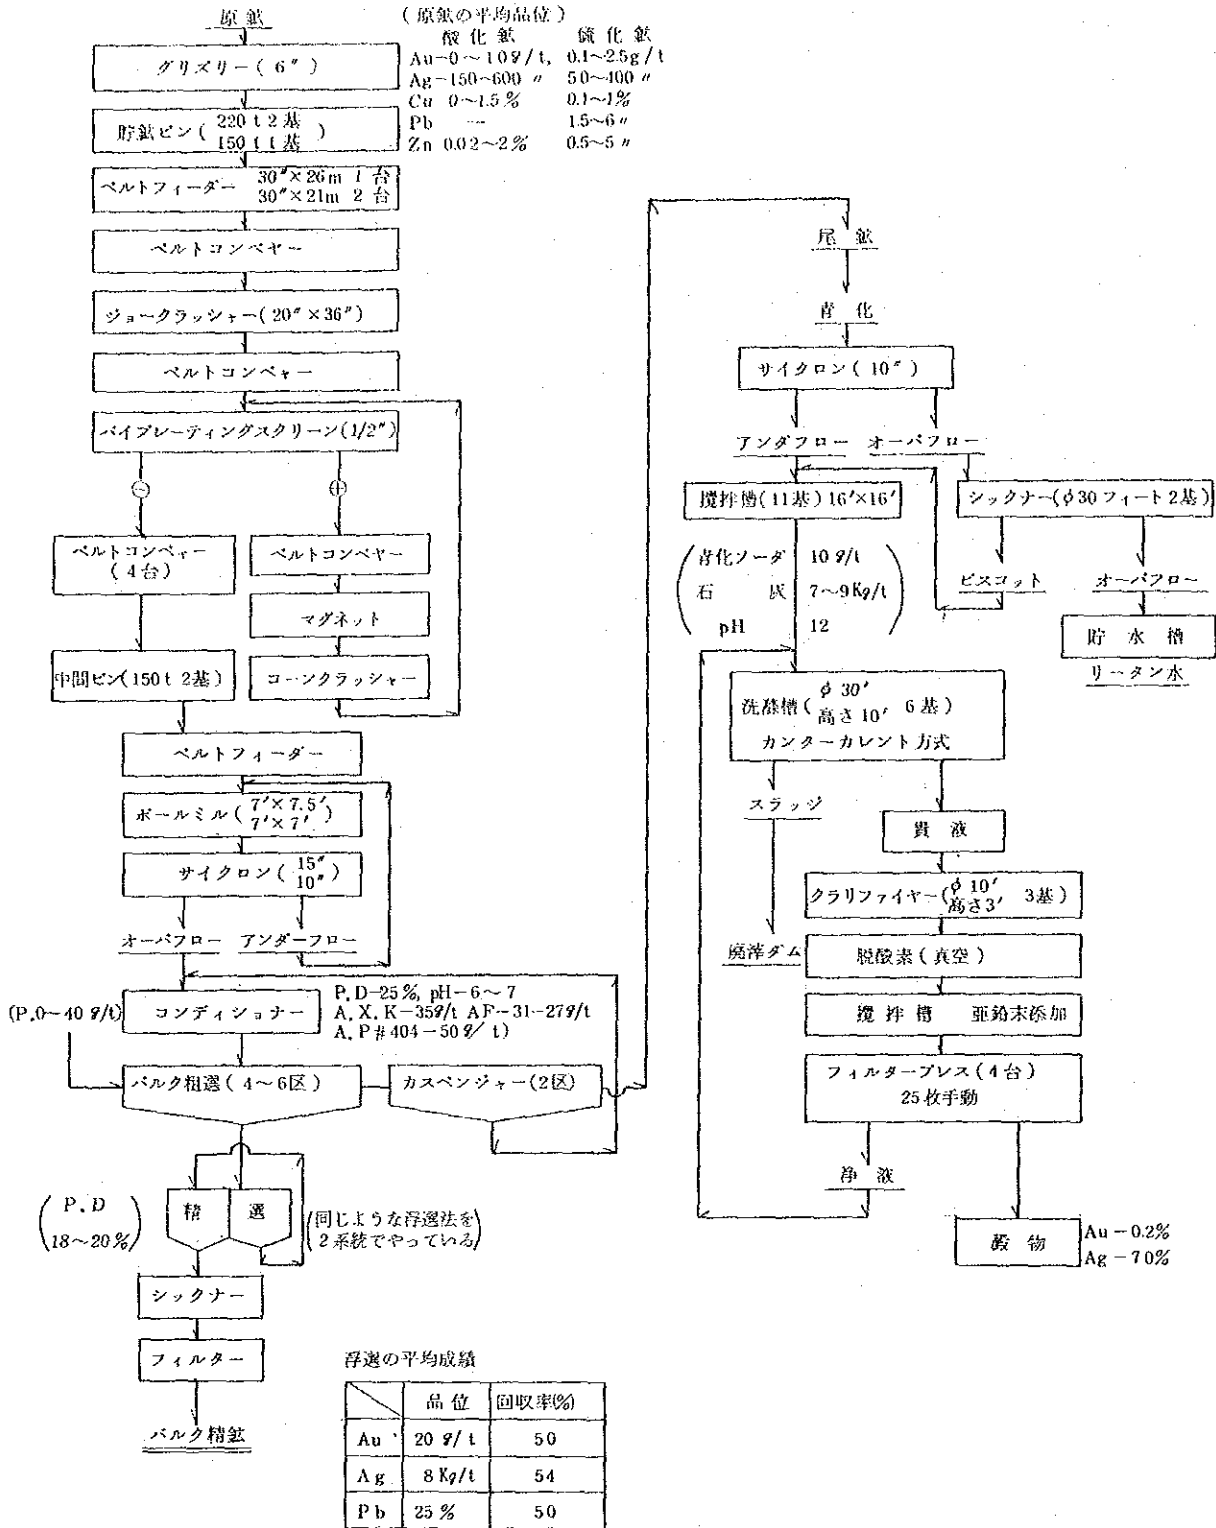 原鉱
(原鉱の平均品位)
酸化鉱 硫化鉱
Au-0~10g/t, 0.1~2.5g/t
Ag-150~600 〃 50~400 〃
Cu 0~1.5% 0.1~1%
Pb --- 1.5~6 〃
Zn 0.02~2% 0.5~5 〃
グリズリー(6″)
貯鉱ビン(220t 2基 150t 1基)
ベルトフィーダー 30″×26m 1台
30″×21m 2台
ベルトコンベヤー
ジョークラッシャー(20″×36″)
ベルトコンベャー
バイブレーティングスクリーン(1/2″)
- +
ベルトコンベャー
(4台)
ベルトコンベヤー
マグネット
中間ビン(150t 2基)
コーンクラッシャー
ベルトフィーダー
ボールミル(7′×7.5′ 7′×7′)
サイクロン(15″ 10″)
オーバフロー アンダーフロー
(P.O-40g/t)
コンディショナー
P.D-25%, pH-6~7
A.X.K-35g/t AF-31-27g/t
A.P#404-50g/t)
バルク粗選(4~6区)
カスベンジャー(2区)
(P.D
18~20%)
精 選
(同じような浮選法を
2系統でやっている)
シックナー
フィルター
バルク精鉱
尾鉱
青化
サイクロン(10″)
アンダフロー オーバフロー
攪拌槽(11基)16′×16′
シックナー(φ30フィート2基)
(青化ソーダ 10g/t
石灰 7~9Kg/t
pH 12)
ビスコット オーバフロー
貯水槽
リータン水
洗滌槽(φ30′ 高さ10′ 6基)
カンターカレント方式
スラッジ
貴液
クラリファイヤー(φ10′ 高さ3′ 3基)
廃滓ダム
脱酸素(真空)
攪拌槽 亜鉛末添加
フィルタープレス(4台)
25枚手動
浄液
澱物
Au-0.2%
Ag-70%
浮選の平均成績
品位 回収率(%)
Au 20g/t 50
Ag 8Kg/t 54
Pb 25% 50